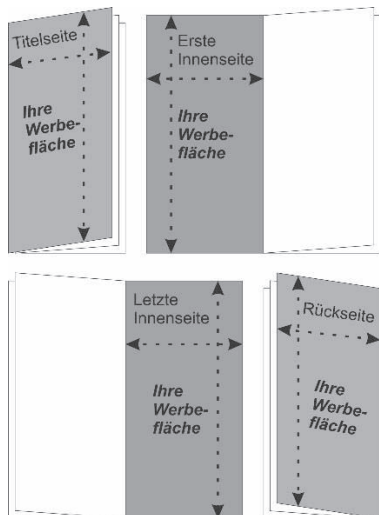 Titelseite
Ihre
Werbe-
fläche
Erste
Innenseite
Ihre
Werbe-
fläche
Letzte
Innenseite
Ihre
Werbe-
fläche
Rückseite
Ihre
Werbe-
fläche